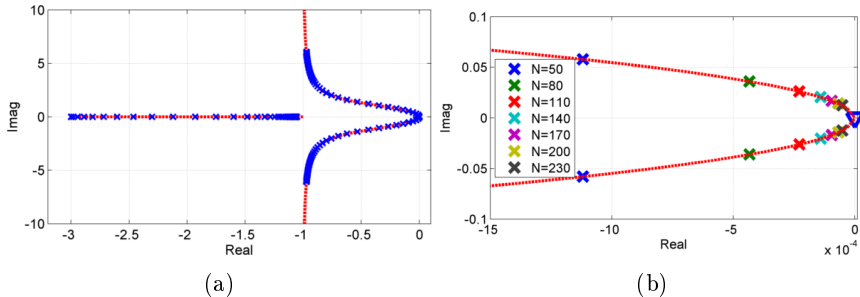 10
5
0
-5
-10
Imag
-3
-2.5
-2
-1.5
-1
-0.5
0
Real
(a)
0.1
0.05
0
-0.05
-0.1
Imag
N=50
N=80
N=110
N=140
N=170
N=200
N=230
-15
-10
-5
0
Real
x 10⁻⁴
(b)